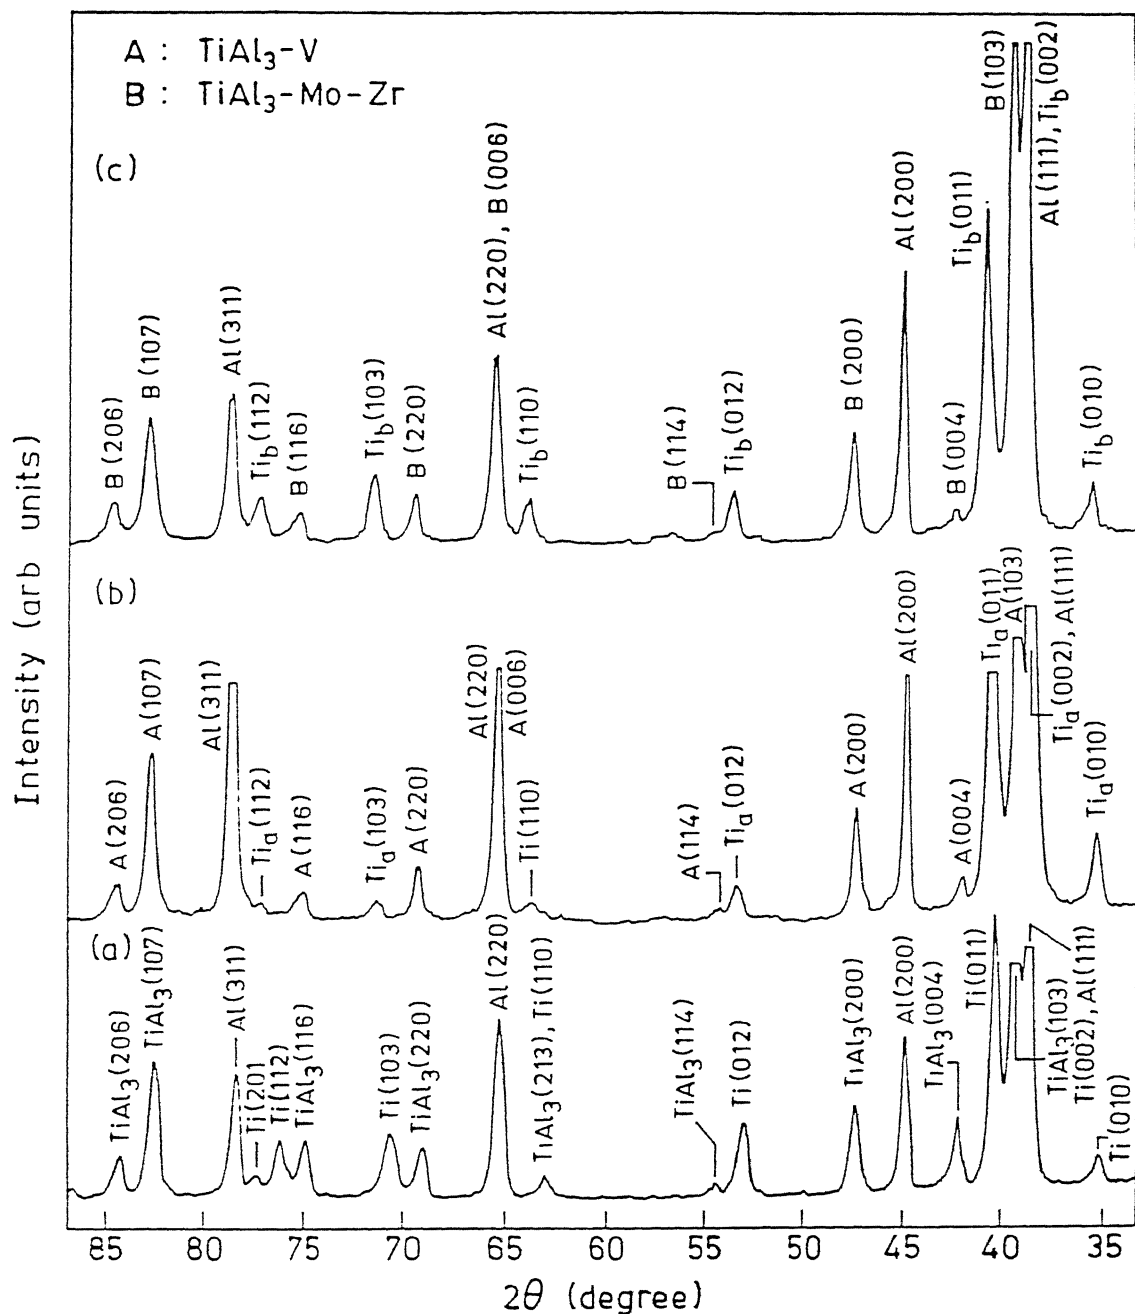 A : TiAl3-V
B : TiAl3-Mo-Zr
(c)
B(206)
B(107)
Al(311)
Tib(112)
B(116)
Tib(103)
B(220)
Al(220), B(006)
Tib(110)
B(114)
Tib(012)
B(200)
Al(200)
B(004)
Tib(011)
B(103)
Al(111), Tib(002)
Tib(010)
(b)
A(206)
A(107)
Al(311)
Tia(112)
A(116)
Tia(103)
A(220)
Al(220)
A(006)
Ti(110)
A(114)
Tia(012)
A(200)
Al(200)
A(004)
Tia(011)
A(103)
Tia(002), Al(111)
Tia(010)
(a)
TiAl3(206)
TiAl3(107)
Al(311)
Ti(201
Ti(112)
TiAl3(116)
Ti(103)
TiAl3(220)
Al(220)
TiAl3(213), Ti(110)
TiAl3(114)
Ti(012)
TiAl3(200)
Al(200)
TiAl3(004)
Ti(011)
TiAl3(103)
Ti(002), Al(111)
Ti(010)
Intensity (arb units)
85 80 75 70 65 60 55 50 45 40 35
2θ (degree)